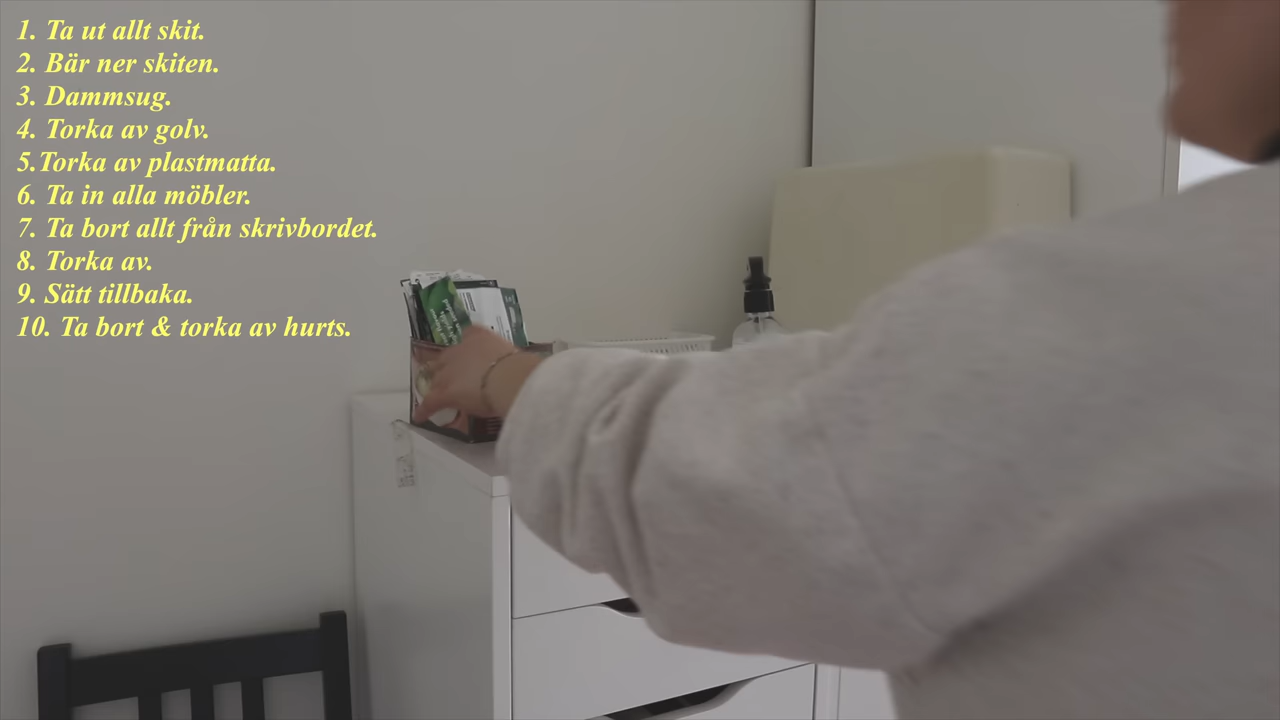 1. Ta ut allt skit.
2. Bär ner skiten.
3. Dammsug.
4. Torka av golv.
5.Torka av plastmatta.
6. Ta in alla möbler.
7. Ta bort allt från skrivbordet.
8. Torka av.
9. Sätt tillbaka.
10. Ta bort & torka av hurts.